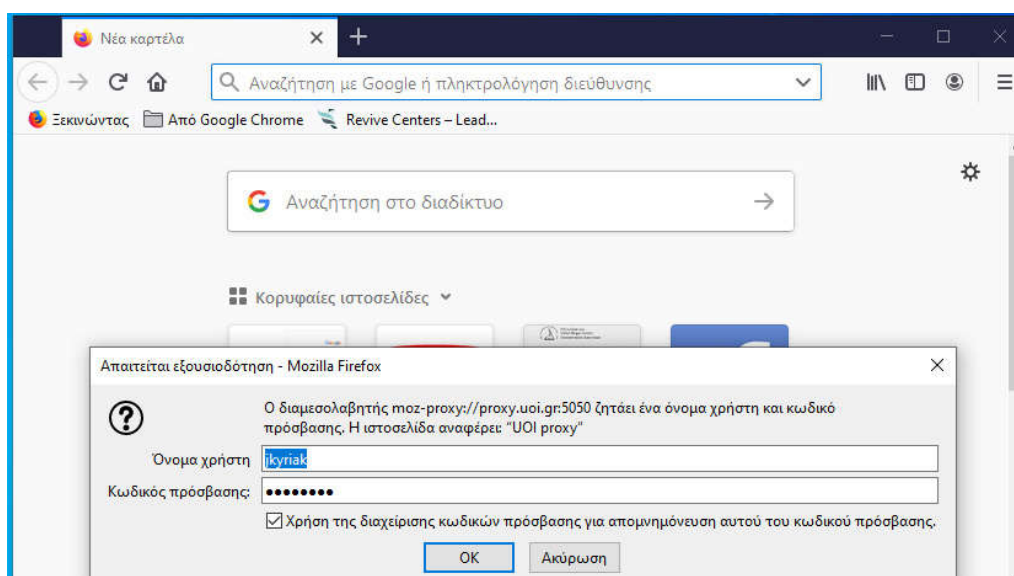 Νέα καρτέλα
Αναζήτηση με Google ή πληκτρολόγηση διεύθυνσης
Ξεκινώντας Από Google Chrome Revive Centers – Lead...
Αναζήτηση στο διαδίκτυο
Κορυφαίες ιστοσελίδες
Απαιτείται εξουσιοδότηση - Mozilla Firefox
Ο διαμεσολαβητής moz-proxy://proxy.uoi.gr:5050 ζητάει ένα όνομα χρήστη και κωδικό
πρόσβασης. Η ιστοσελίδα αναφέρει: "UOI proxy"
Όνομα χρήστη jkyriak
Κωδικός πρόσβασης: ●●●●●●●●
Χρήση της διαχείρισης κωδικών πρόσβασης για απομνημόνευση αυτού του κωδικού πρόσβασης.
OK Ακύρωση